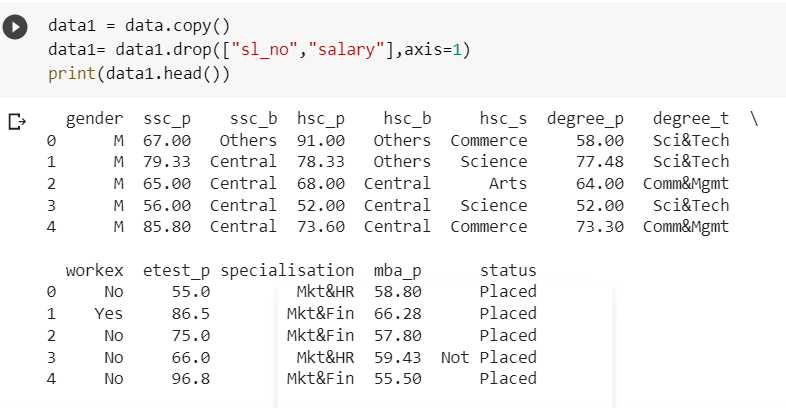 data1 = data.copy()
data1= data1.drop(["sl_no","salary"],axis=1)
print(data1.head())
gender ssc_p ssc_b hsc_p hsc_b hsc_s degree_p degree_t \
0 M 67.00 Others 91.00 Others Commerce 58.00 Sci&Tech
1 M 79.33 Central 78.33 Others Science 77.48 Sci&Tech
2 M 65.00 Central 68.00 Central Arts 64.00 Comm&Mgmt
3 M 56.00 Central 52.00 Central Science 52.00 Sci&Tech
4 M 85.80 Central 73.60 Central Commerce 73.30 Comm&Mgmt
workex etest_p specialisation mba_p status
0 No 55.0 Mkt&HR 58.80 Placed
1 Yes 86.5 Mkt&Fin 66.28 Placed
2 No 75.0 Mkt&Fin 57.80 Placed
3 No 66.0 Mkt&HR 59.43 Not Placed
4 No 96.8 Mkt&Fin 55.50 Placed